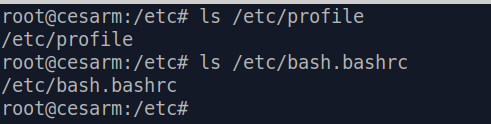 root@cesarm:/etc# ls /etc/profile
/etc/profile
root@cesarm:/etc# ls /etc/bash.bashrc
/etc/bash.bashrc
root@cesarm:/etc#